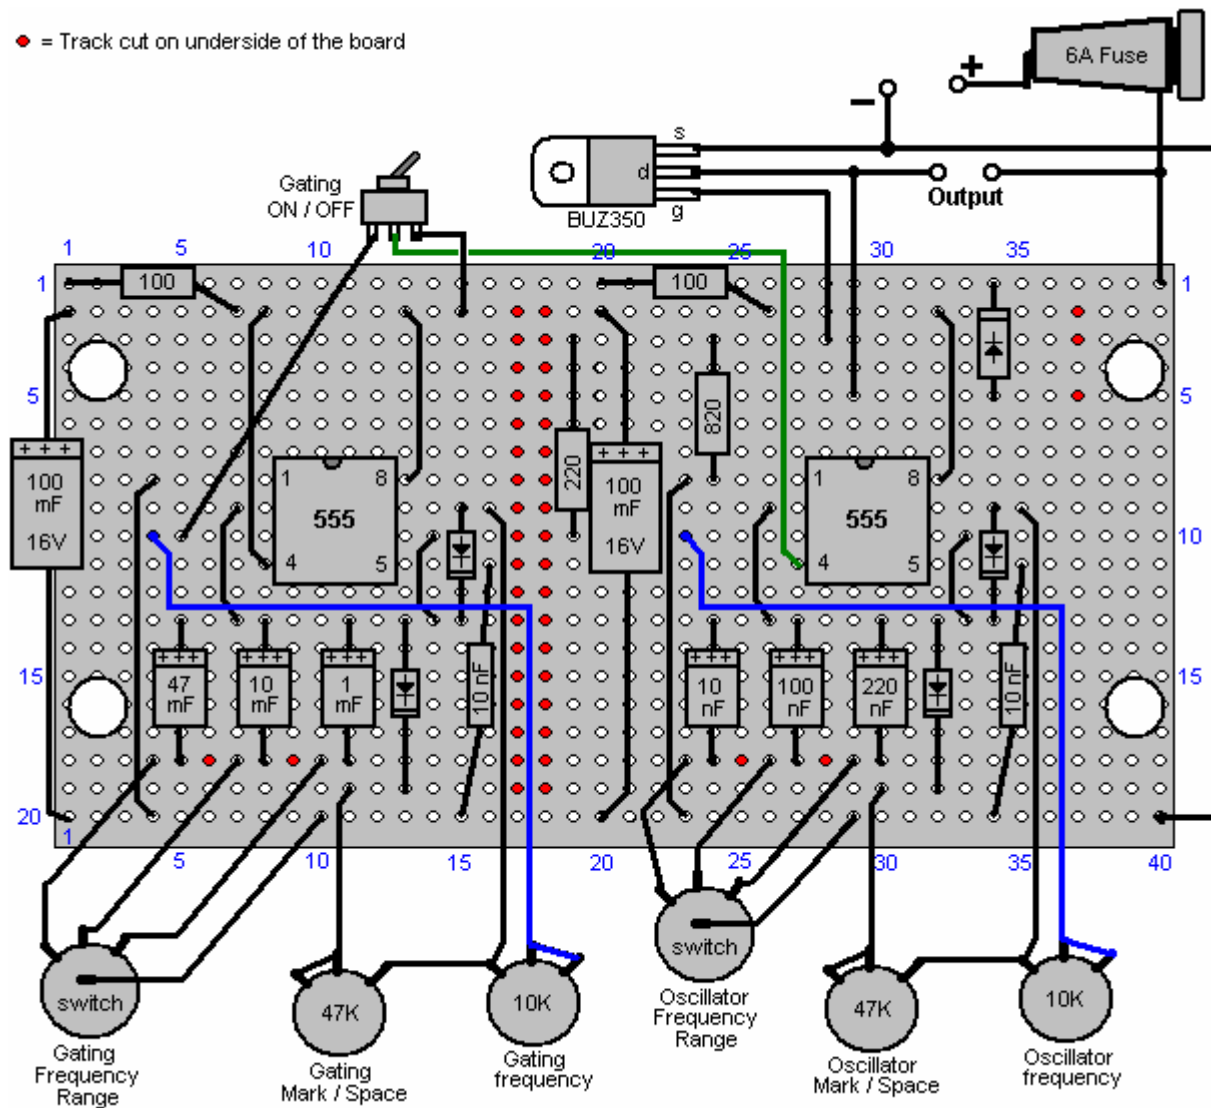 = Track cut on underside of the board
6A Fuse
+
−
s
d
g
BUZ350
Output
Gating
ON / OFF
1 5 10 20 25 30 35
1 100 100 1
5 5
820
220
+ + +
100
mF
16V
1 8
555
4 5
+ + +
100
mF
16V
1 8
555
4 5
10
15 15
+++
47
mF
+++
10
mF
+++
1
mF
10 nF
+++
10
nF
+++
100
nF
+++
220
nF
10 nF
20
1 5 10 15 20 25 30 35 40
switch
Gating
Frequency
Range
47K
Gating
Mark / Space
10K
Gating
frequency
switch
Oscillator
Frequency
Range
47K
Oscillator
Mark / Space
10K
Oscillator
frequency